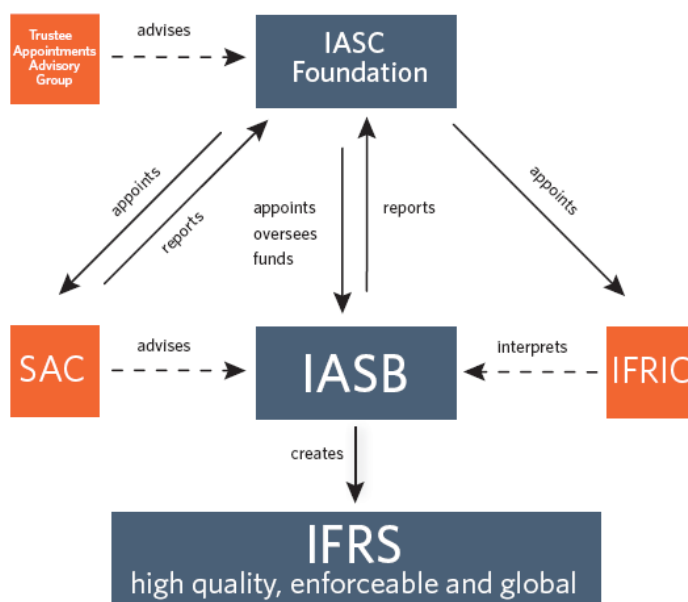 Trustee
Appointments
Advisory
Group
advises
IASC
Foundation
appoints
reports
appoints
oversees
funds
reports
appoints
SAC
advises
IASB
interprets
IFRIC
creates
IFRS
high quality, enforceable and global